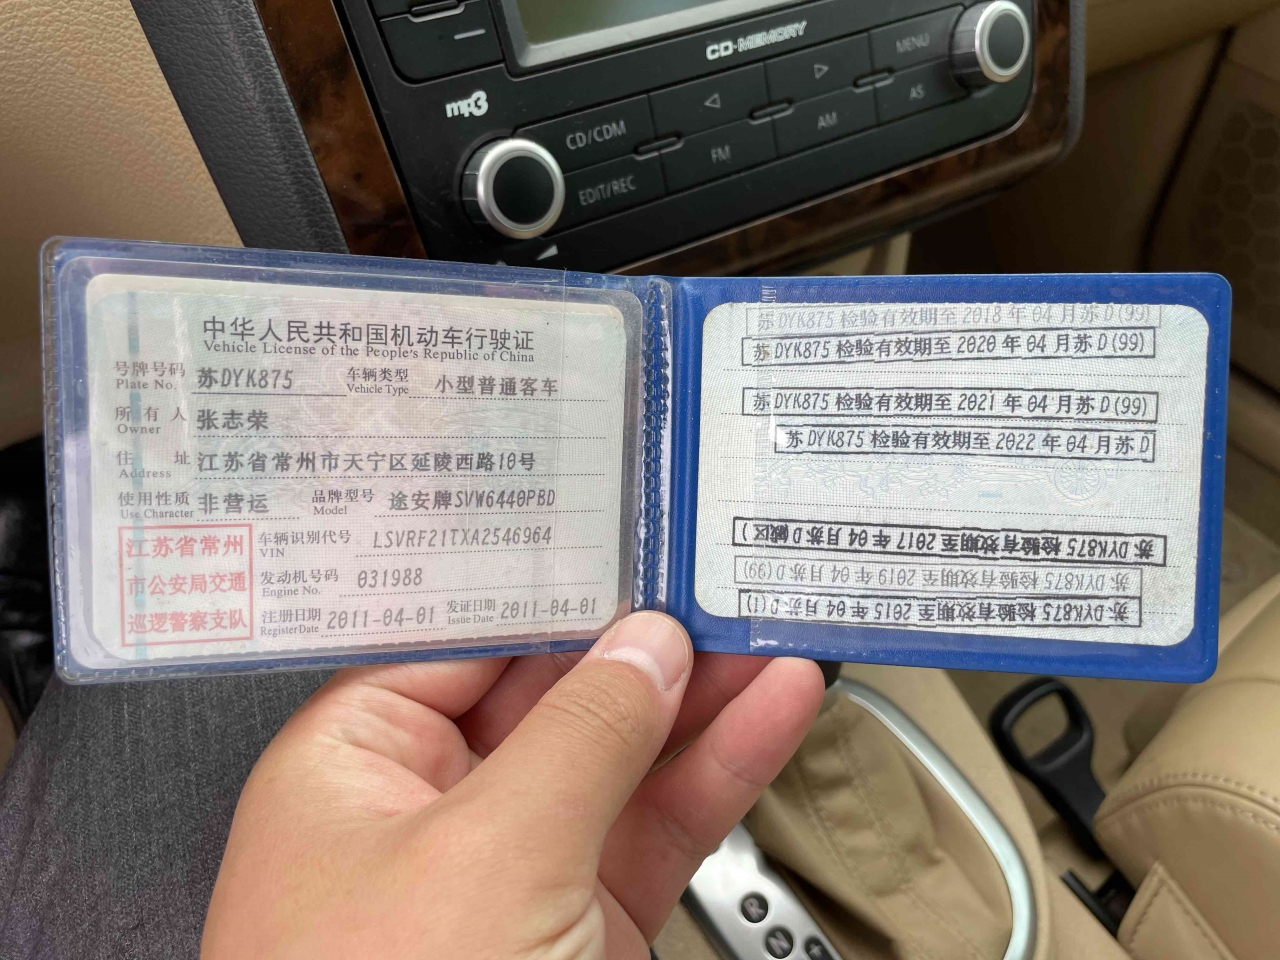 CD-MEMORY
mp3
MENU
CD/CDM
AM
AS
EDIT/REC
FM
中华人民共和国机动车行驶证
Vehicle License of the People's Republic of China
号牌号码 苏DYK875 车辆类型 小型普通客车
Plate No. Vehicle Type
所有人 张志荣
Owner
住址 江苏省常州市天宁区延陵西路10号
Address
使用性质 非营运 品牌型号 途安牌SVW6440PBD
Use Character Model
江苏省常州
市公安局交通
巡逻警察支队
车辆识别代号 LSVRF21TXA2546964
VIN
发动机号码 031988
Engine No.
注册日期 2011-04-01 发证日期 2011-04-01
Register Date Issue Date
苏DYK875 检验有效期至 2018 年 04 月苏 D(99)
苏DYK875 检验有效期至 2020 年 04 月苏 D(99)
苏DYK875 检验有效期至 2021 年 04 月苏 D(99)
苏DYK875 检验有效期至 2022 年 04 月苏 D
苏DYK875 检验有效期至 2017 年 04 月苏 D
苏DYK875 检验有效期至 2019 年 04 月苏 D(99)
苏DYK875 检验有效期至 2015 年 04 月苏 D(1)
R
N
+